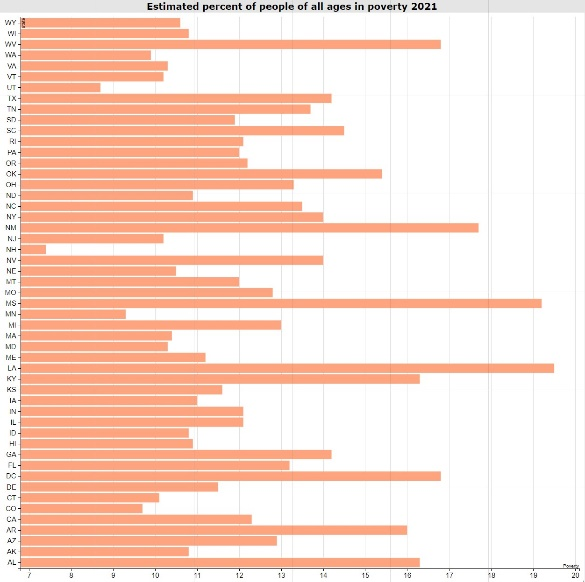 Estimated percent of people of all ages in poverty 2021
WY
WI
WV
WA
VA
VT
UT
TX
TN
SD
SC
RI
PA
OR
OK
OH
ND
NC
NY
NM
NJ
NH
NV
NE
MT
MO
MS
MN
MI
MA
MD
ME
LA
KY
KS
IA
IN
IL
ID
HI
GA
FL
DC
DE
CT
CO
CA
AR
AZ
AK
AL
Poverty
7 8 9 10 11 12 13 14 15 16 17 18 19 20